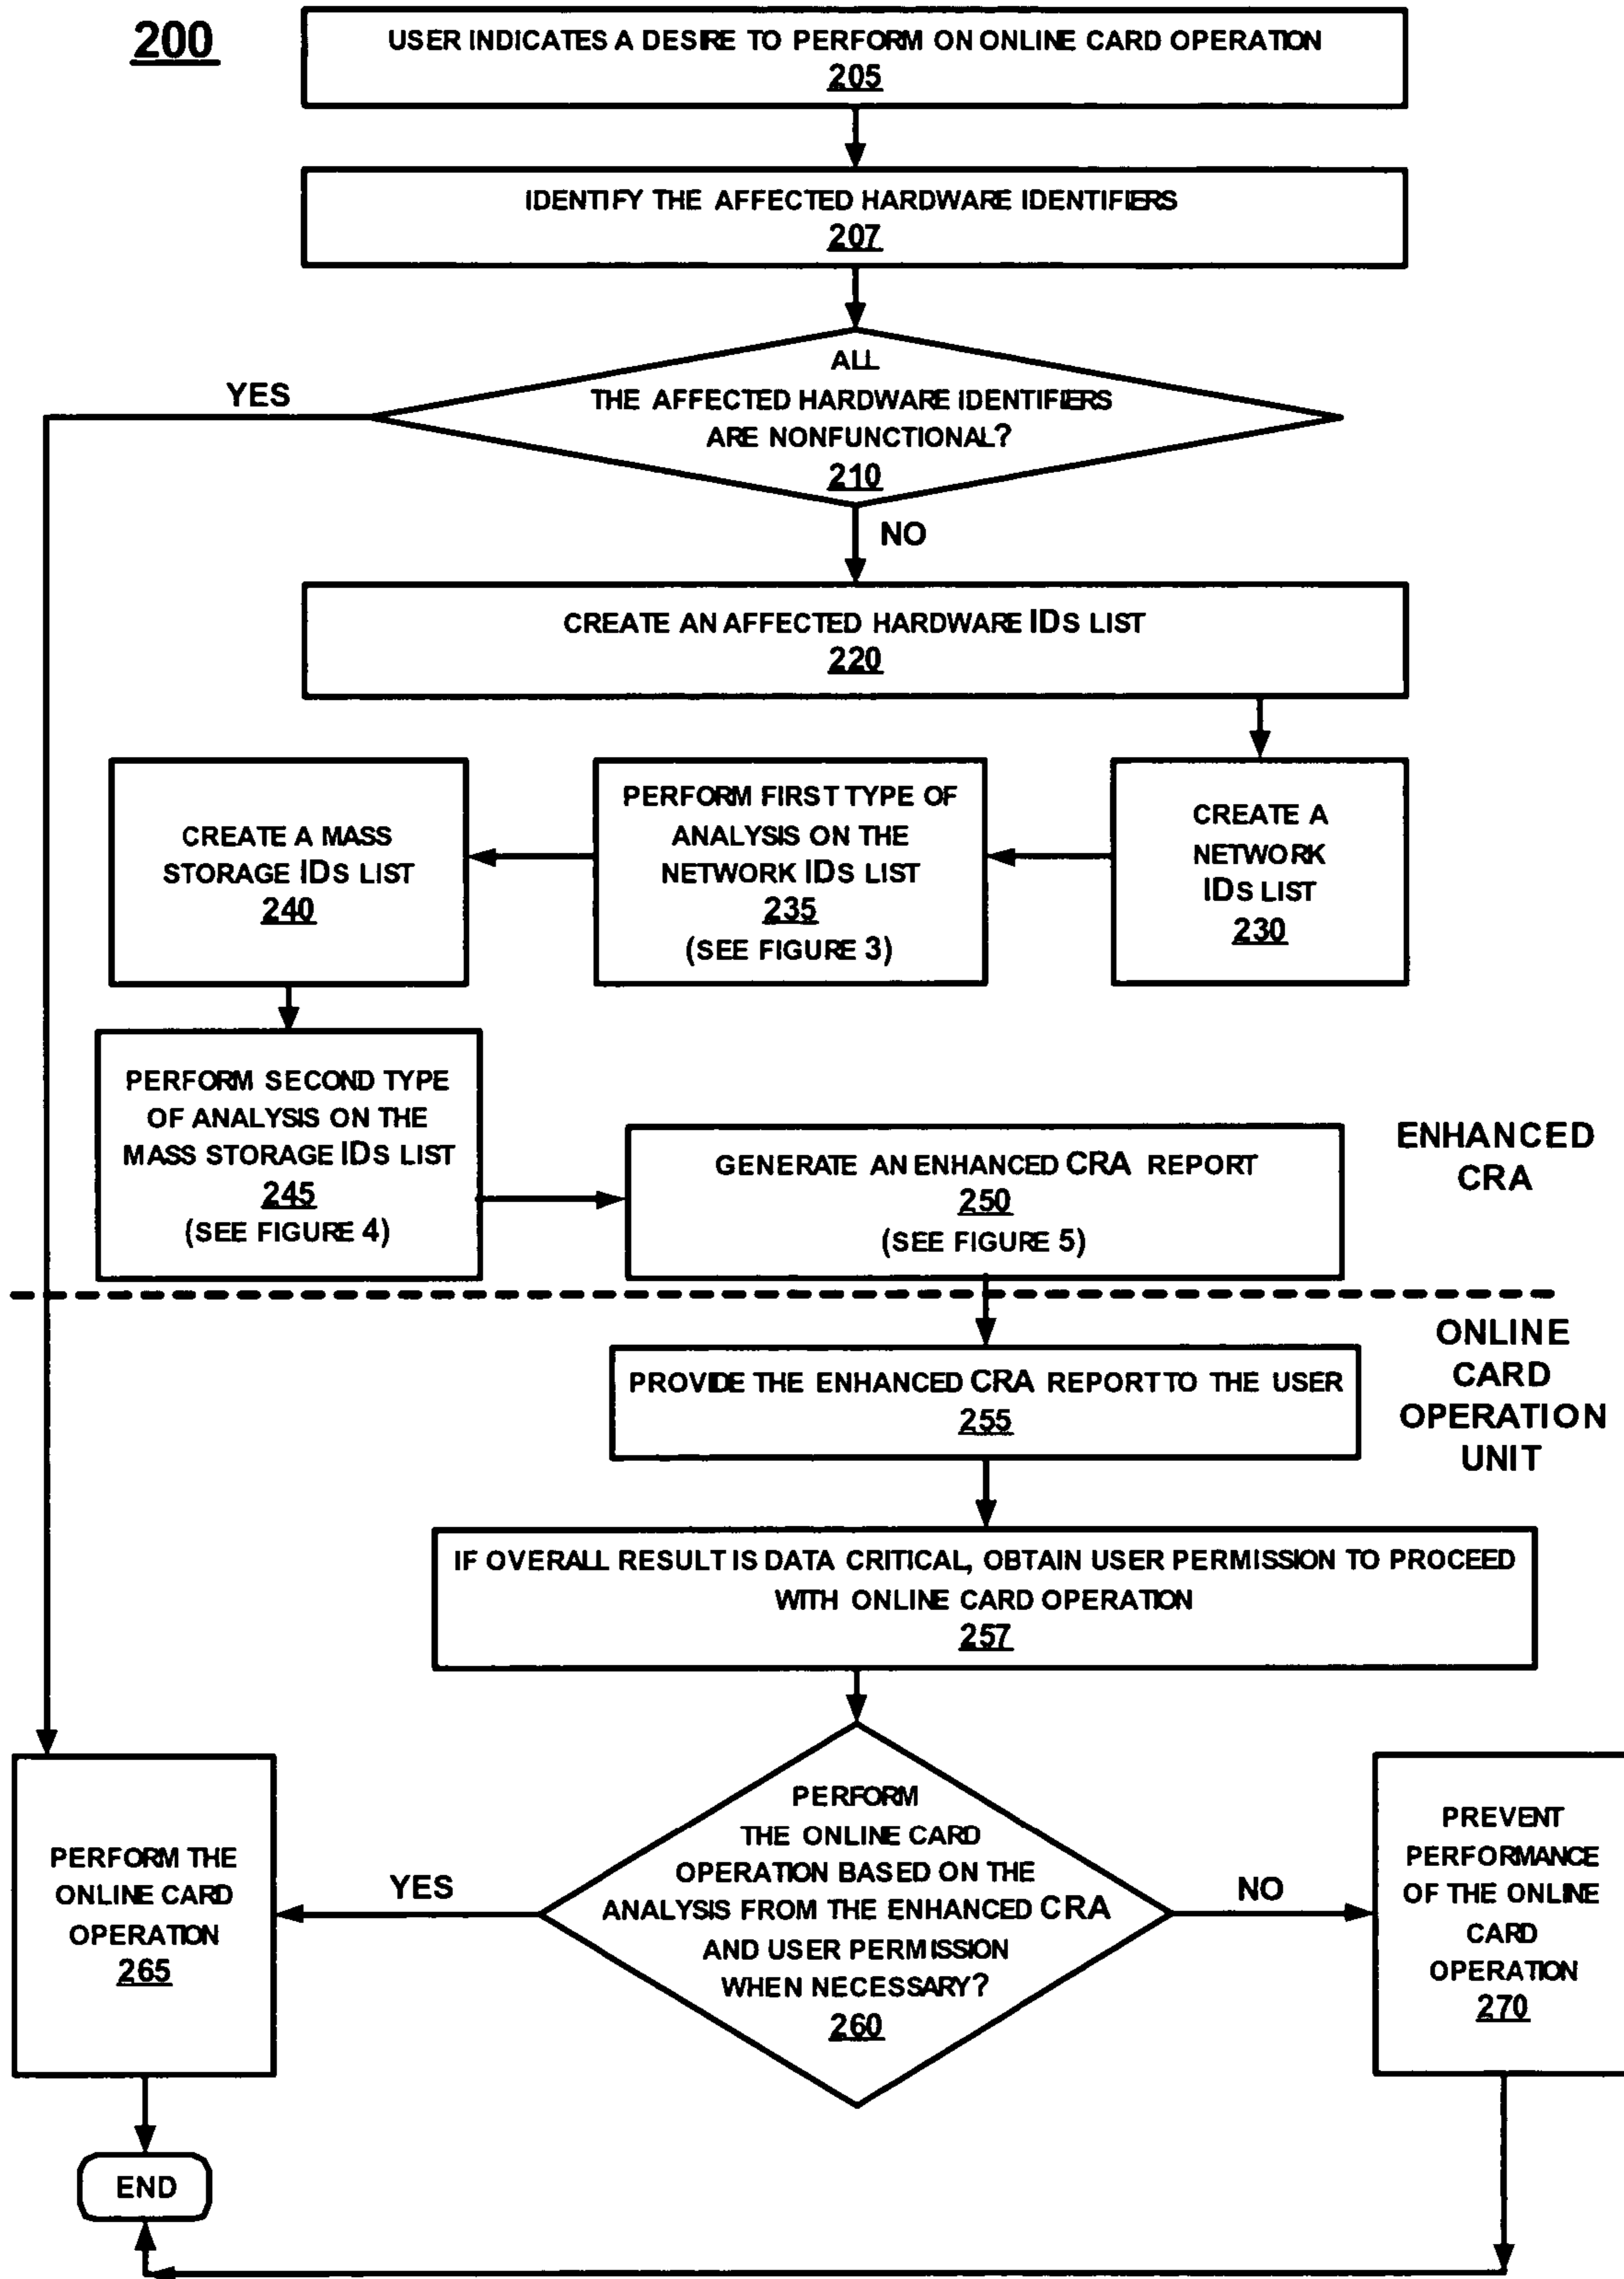 200
USER INDICATES A DESIRE TO PERFORM ON ONLINE CARD OPERATION
205
IDENTIFY THE AFFECTED HARDWARE IDENTIFIERS
207
ALL
THE AFFECTED HARDWARE IDENTIFIERS
ARE NONFUNCTIONAL?
210
YES
NO
CREATE AN AFFECTED HARDWARE IDS LIST
220
CREATE A
NETWORK
IDS LIST
230
PERFORM FIRST TYPE OF
ANALYSIS ON THE
NETWORK IDS LIST
235
(SEE FIGURE 3)
CREATE A MASS
STORAGE IDS LIST
240
PERFORM SECOND TYPE
OF ANALYSIS ON THE
MASS STORAGE IDS LIST
245
(SEE FIGURE 4)
GENERATE AN ENHANCED CRA REPORT
250
(SEE FIGURE 5)
ENHANCED
CRA
ONLINE
CARD
OPERATION
UNIT
PROVIDE THE ENHANCED CRA REPORT TO THE USER
255
IF OVERALL RESULT IS DATA CRITICAL, OBTAIN USER PERMISSION TO PROCEED
WITH ONLINE CARD OPERATION
257
PERFORM
THE ONLINE CARD
OPERATION BASED ON THE
ANALYSIS FROM THE ENHANCED CRA
AND USER PERMISSION
WHEN NECESSARY?
260
YES
NO
PERFORM THE
ONLINE CARD
OPERATION
265
PREVENT
PERFORMANCE
OF THE ONLINE
CARD
OPERATION
270
END